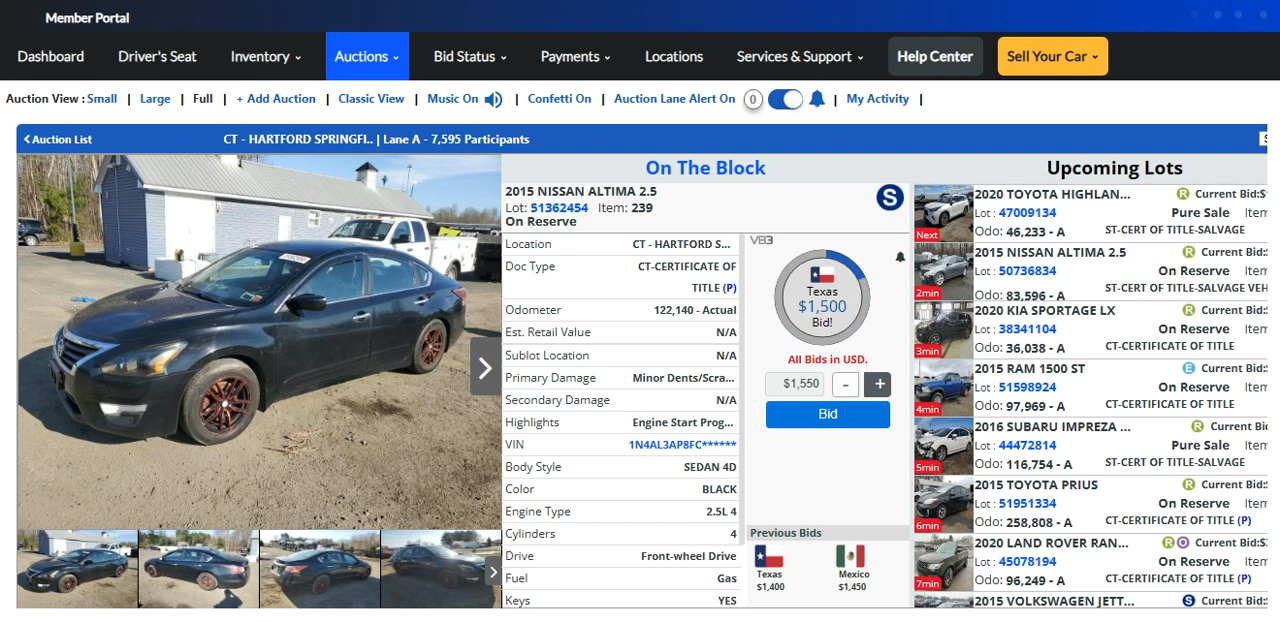 Member Portal
Dashboard Driver's Seat Inventory Auctions Bid Status Payments Locations Services & Support Help Center Sell Your Car
Auction View : Small | Large | Full | + Add Auction | Classic View | Music On | Confetti On | Auction Lane Alert On 0 | My Activity |
Auction List
CT - HARTFORD SPRINGFI.. | Lane A - 7,595 Participants
On The Block
2015 NISSAN ALTIMA 2.5
S
Lot: 51362454 Item: 239
On Reserve
Location CT - HARTFORD S...
Doc Type CT-CERTIFICATE OF
TITLE (P)
Odometer 122,140 - Actual
Est. Retail Value N/A
Sublot Location N/A
Primary Damage Minor Dents/Scra...
Secondary Damage N/A
Highlights Engine Start Prog...
VIN 1N4AL3AP8FC******
Body Style SEDAN 4D
Color BLACK
Engine Type 2.5L 4
Cylinders 4
Drive Front-wheel Drive
Fuel Gas
Keys YES
VB3
Texas
$1,500
Bid!
All Bids in USD.
$1,550 - +
Bid
Previous Bids
Texas Mexico
$1,400 $1,450
Upcoming Lots
2020 TOYOTA HIGHLAN... R Current Bid:
Lot : 47009134 Pure Sale Item
Odo: 46,233 - A ST-CERT OF TITLE-SALVAGE
Next
2015 NISSAN ALTIMA 2.5 R Current Bid:
Lot : 50736834 On Reserve Item
Odo: 83,596 - A ST-CERT OF TITLE-SALVAGE VEH
2min
2020 KIA SPORTAGE LX R Current Bid:
Lot : 38341104 On Reserve Item
Odo: 36,038 - A CT-CERTIFICATE OF TITLE
3min
2015 RAM 1500 ST E Current Bid:
Lot : 51598924 On Reserve Item
Odo: 97,969 - A CT-CERTIFICATE OF TITLE
4min
2016 SUBARU IMPREZA ... R Current Bi
Lot : 44472814 Pure Sale Item
Odo: 116,754 - A ST-CERT OF TITLE-SALVAGE
5min
2015 TOYOTA PRIUS R Current Bid:
Lot : 51951334 On Reserve Item
Odo: 258,808 - A CT-CERTIFICATE OF TITLE (P)
6min
2020 LAND ROVER RAN... R O Current Bid:
Lot : 45078194 On Reserve Item
Odo: 96,249 - A CT-CERTIFICATE OF TITLE (P)
7min
2015 VOLKSWAGEN JETT... S Current Bid: